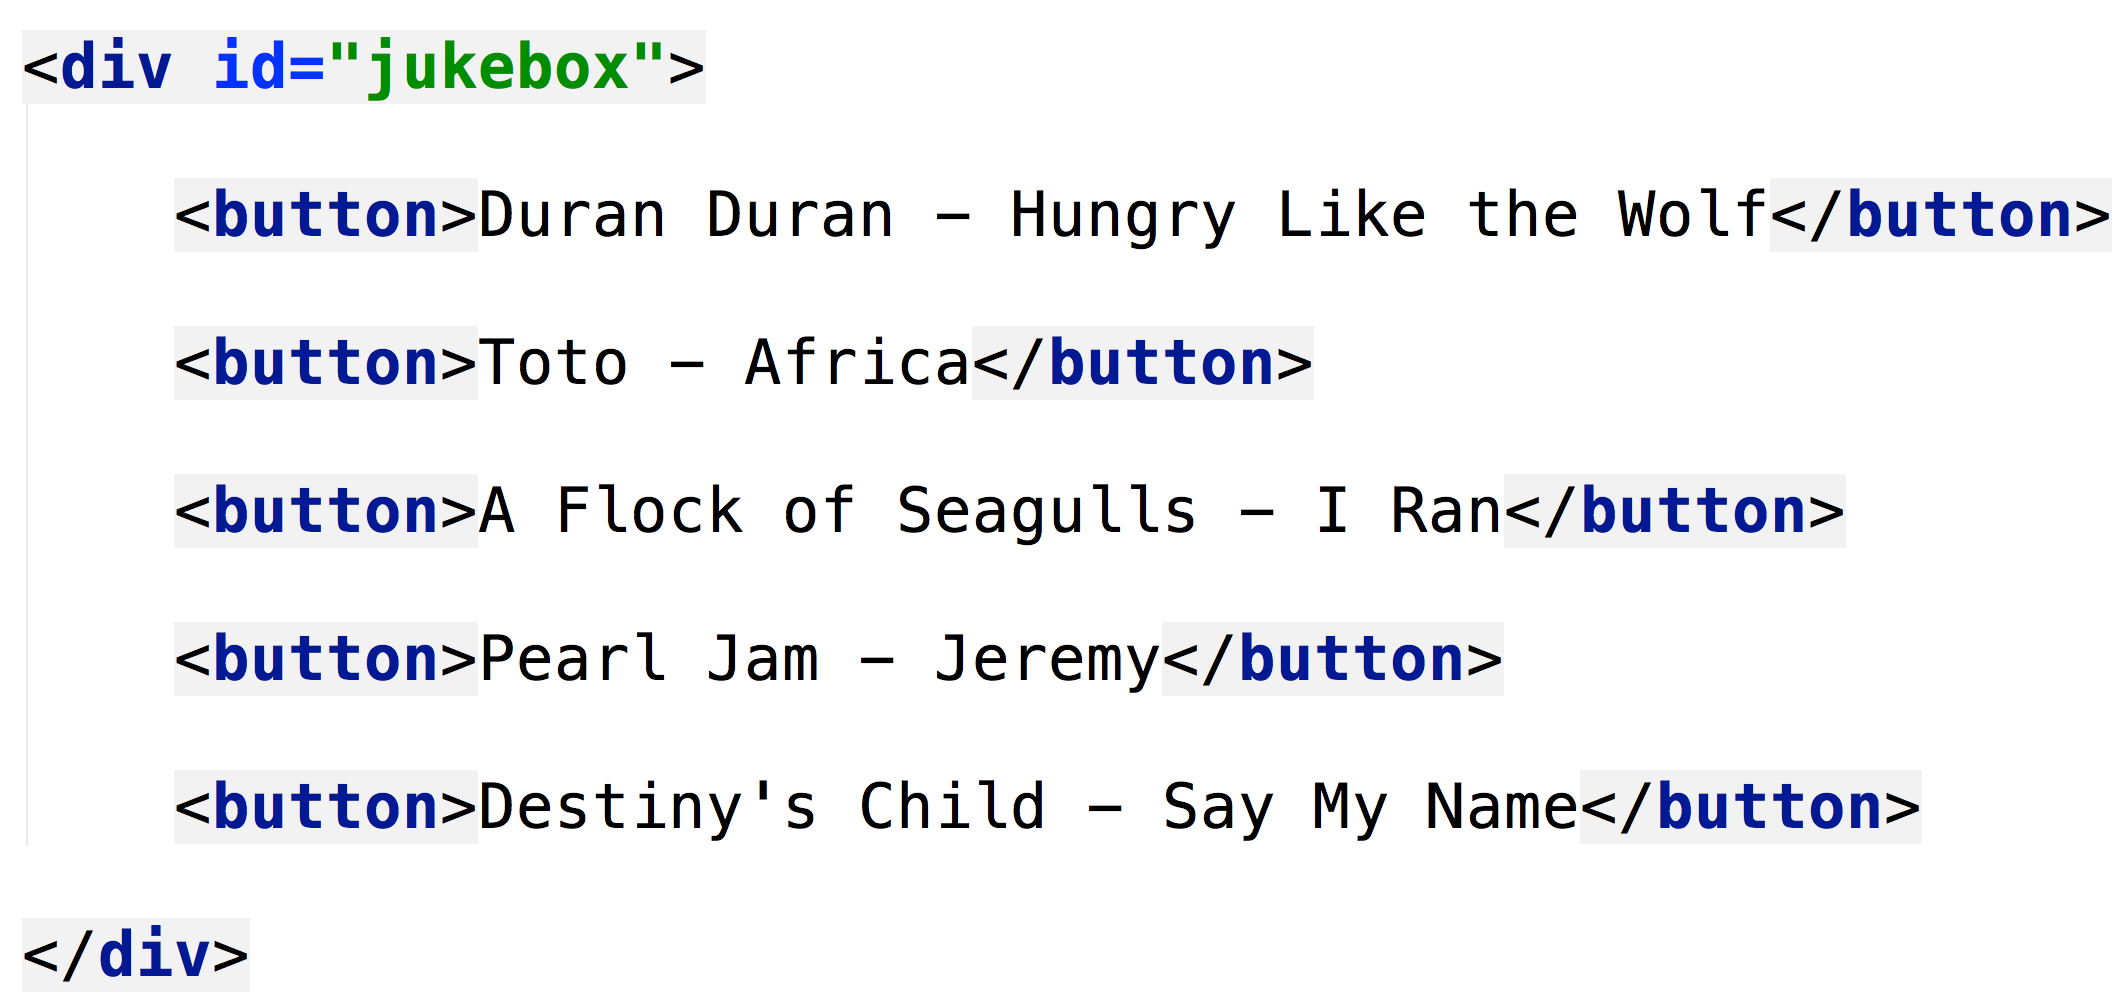 <div id="jukebox">
<button>Duran Duran – Hungry Like the Wolf</button>
<button>Toto – Africa</button>
<button>A Flock of Seagulls – I Ran</button>
<button>Pearl Jam – Jeremy</button>
<button>Destiny's Child – Say My Name</button>
</div>